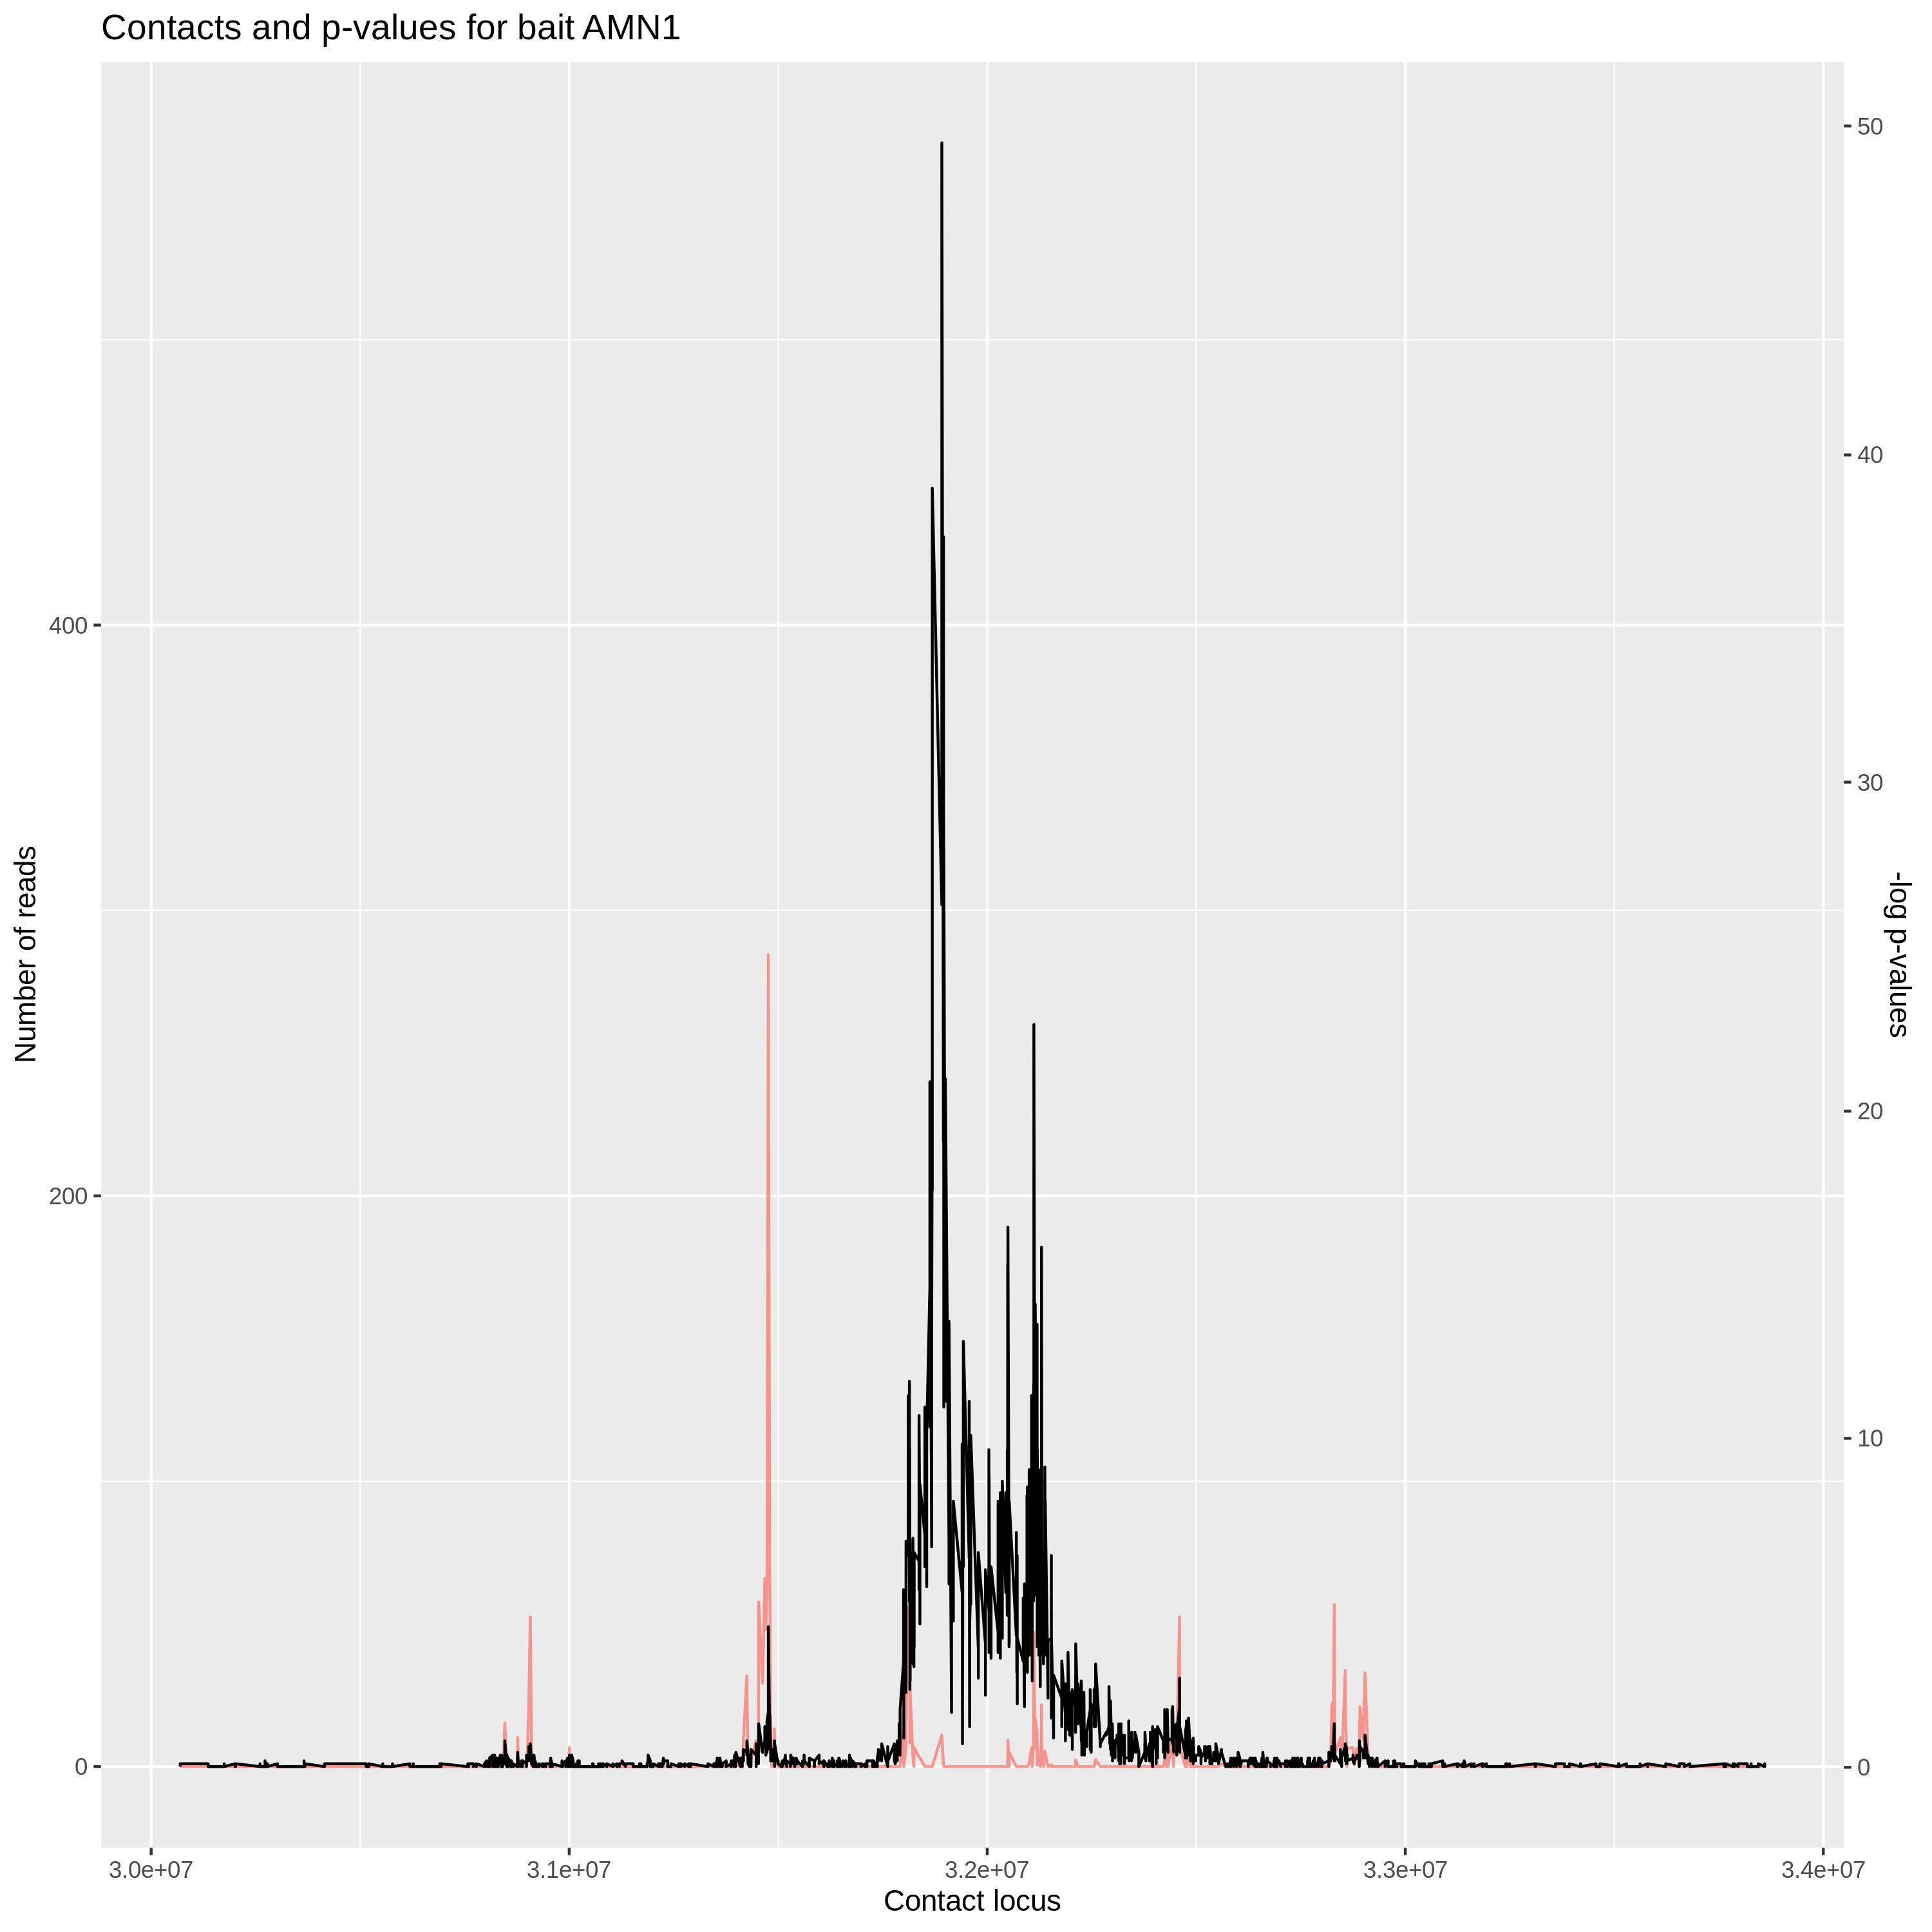 Contacts and p-values for bait AMN1
50
40
400
30
Number of reads
-log p-values
20
200
10
0
0
3.0e+07
3.1e+07
3.2e+07
3.3e+07
3.4e+07
Contact locus